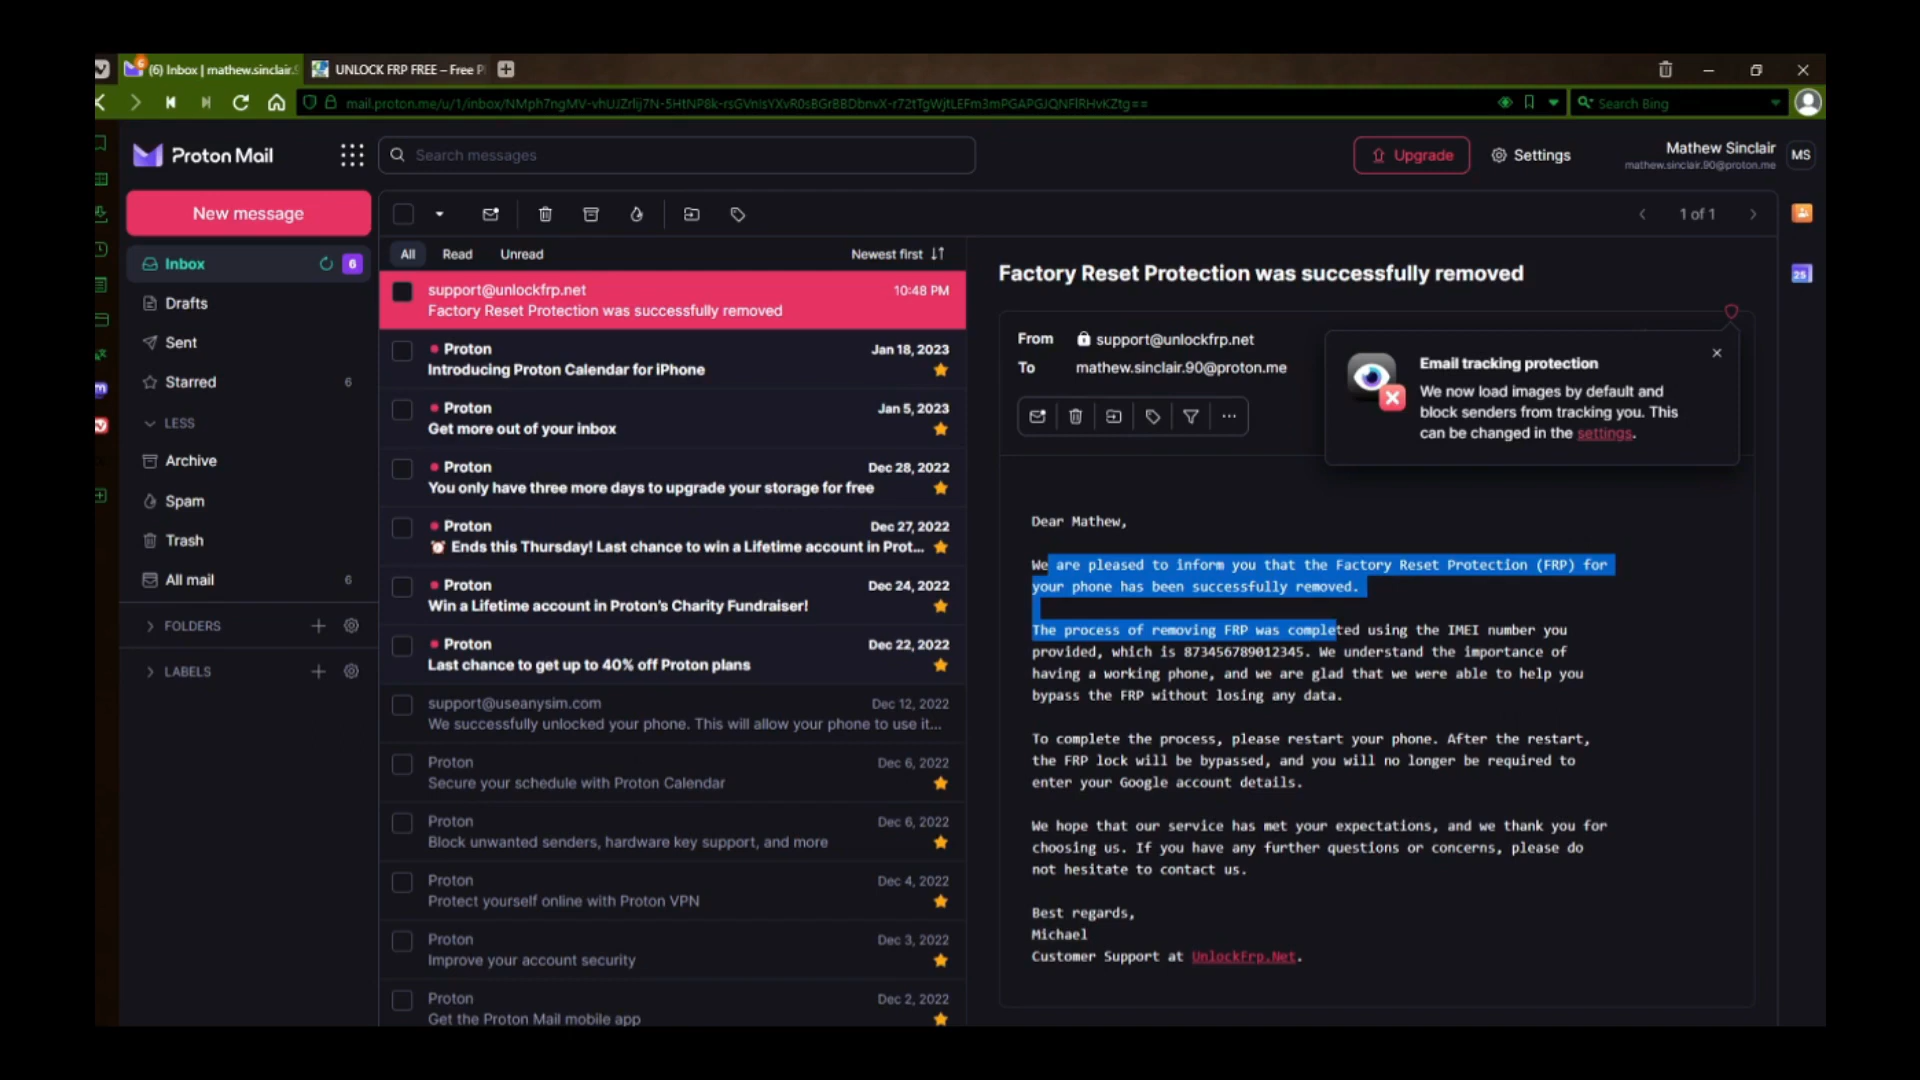 (6) Inbox | mathew.sinclair.9
UNLOCK FRP FREE – Free P
mail.proton.me/u/1/inbox/
Search Bing
Proton Mail
Search messages
Upgrade
Settings
Mathew Sinclair
mathew.sinclair.90@proton.me
MS
New message
Inbox
6
Drafts
Sent
Starred
6
LESS
Archive
Spam
Trash
All mail
6
FOLDERS
LABELS
All
Read
Unread
Newest first
support@unlockfrp.net
10:48 PM
Factory Reset Protection was successfully removed
Proton
Jan 18, 2023
Introducing Proton Calendar for iPhone
Proton
Jan 5, 2023
Get more out of your inbox
Proton
Dec 28, 2022
You only have three more days to upgrade your storage for free
Proton
Dec 27, 2022
Ends this Thursday! Last chance to win a Lifetime account in Prot...
Proton
Dec 24, 2022
Win a Lifetime account in Proton's Charity Fundraiser!
Proton
Dec 22, 2022
Last chance to get up to 40% off Proton plans
support@useanysim.com
Dec 12, 2022
We successfully unlocked your phone. This will allow your phone to use it...
Proton
Dec 6, 2022
Secure your schedule with Proton Calendar
Proton
Dec 6, 2022
Block unwanted senders, hardware key support, and more
Proton
Dec 4, 2022
Protect yourself online with Proton VPN
Proton
Dec 3, 2022
Improve your account security
Proton
Dec 2, 2022
Get the Proton Mail mobile app
1 of 1
25
Factory Reset Protection was successfully removed
From
support@unlockfrp.net
To
mathew.sinclair.90@proton.me
Email tracking protection
We now load images by default and
block senders from tracking you. This
can be changed in the settings.
Dear Mathew,
We are pleased to inform you that the Factory Reset Protection (FRP) for
your phone has been successfully removed.
The process of removing FRP was completed using the IMEI number you
provided, which is 873456789012345. We understand the importance of
having a working phone, and we are glad that we were able to help you
bypass the FRP without losing any data.
To complete the process, please restart your phone. After the restart,
the FRP lock will be bypassed, and you will no longer be required to
enter your Google account details.
We hope that our service has met your expectations, and we thank you for
choosing us. If you have any further questions or concerns, please do
not hesitate to contact us.
Best regards,
Michael
Customer Support at UnlockFrp.Net.